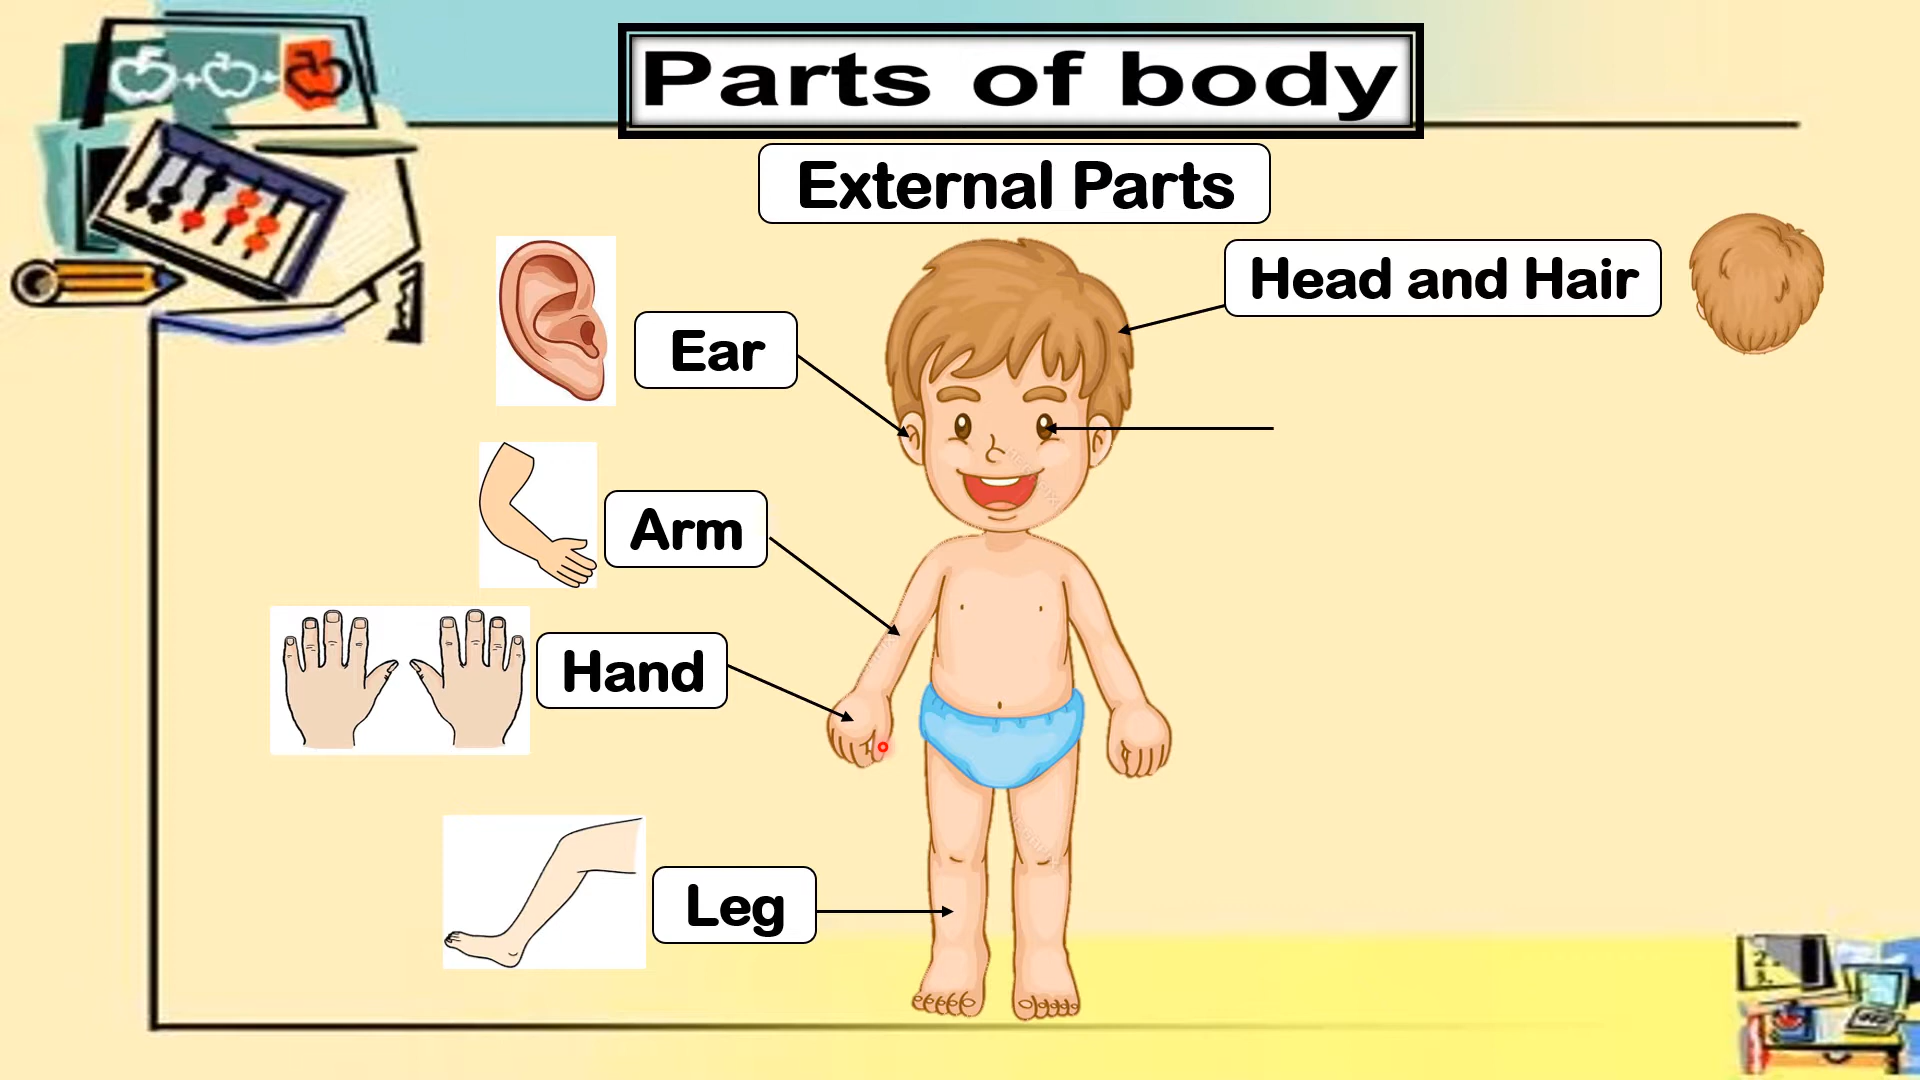 Parts of body
External Parts
Head and Hair
Ear
Arm
Hand
Leg